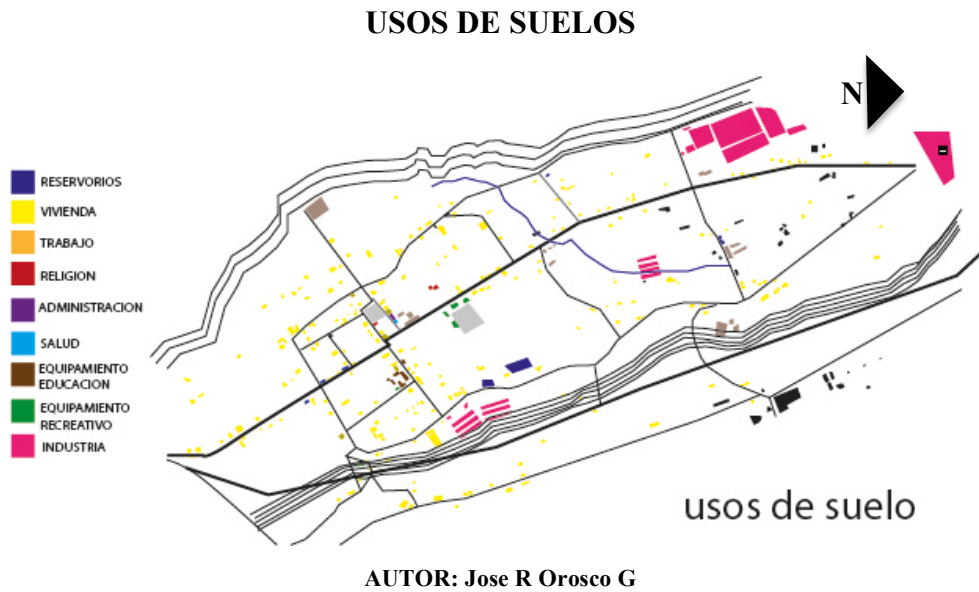 USOS DE SUELOS
N
RESERVORIOS
VIVIENDA
TRABAJO
RELIGION
ADMINISTRACION
SALUD
EQUIPAMIENTO
EDUCACION
EQUIPAMIENTO
RECREATIVO
INDUSTRIA
usos de suelo
AUTOR: Jose R Orosco G